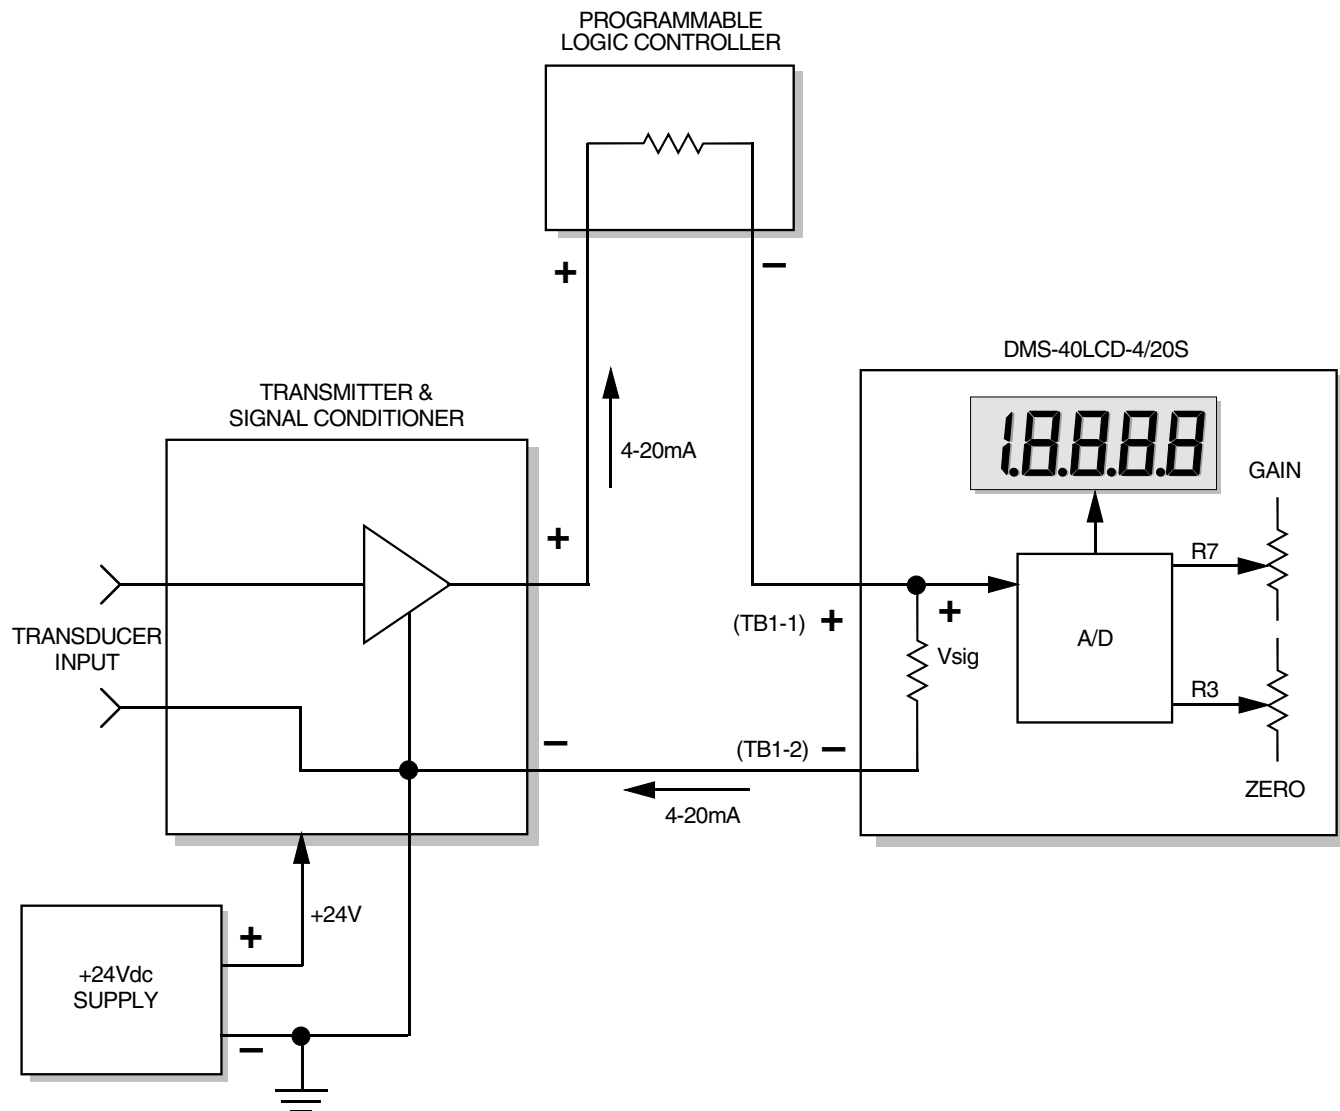 PROGRAMMABLE
LOGIC CONTROLLER
+
−
DMS-40LCD-4/20S
TRANSMITTER &
SIGNAL CONDITIONER
4-20mA
1.8.8.8.8
GAIN
+
R7
(TB1-1) +
+
A/D
TRANSDUCER
INPUT
Vsig
R3
−
(TB1-2) −
4-20mA
ZERO
+24V
+
+24Vdc
SUPPLY
−